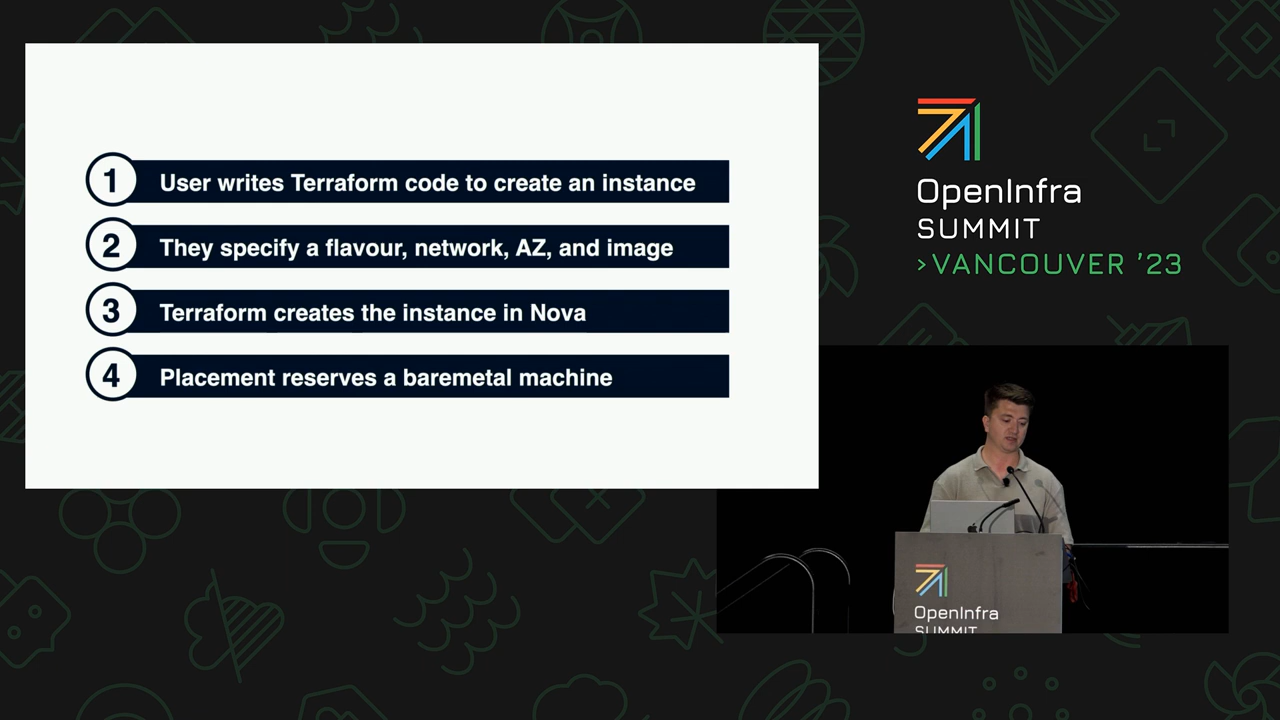 1 User writes Terraform code to create an instance
2 They specify a flavour, network, AZ, and image
3 Terraform creates the instance in Nova
4 Placement reserves a baremetal machine
OpenInfra
SUMMIT
>VANCOUVER ’23
OpenInfra
SUMMIT